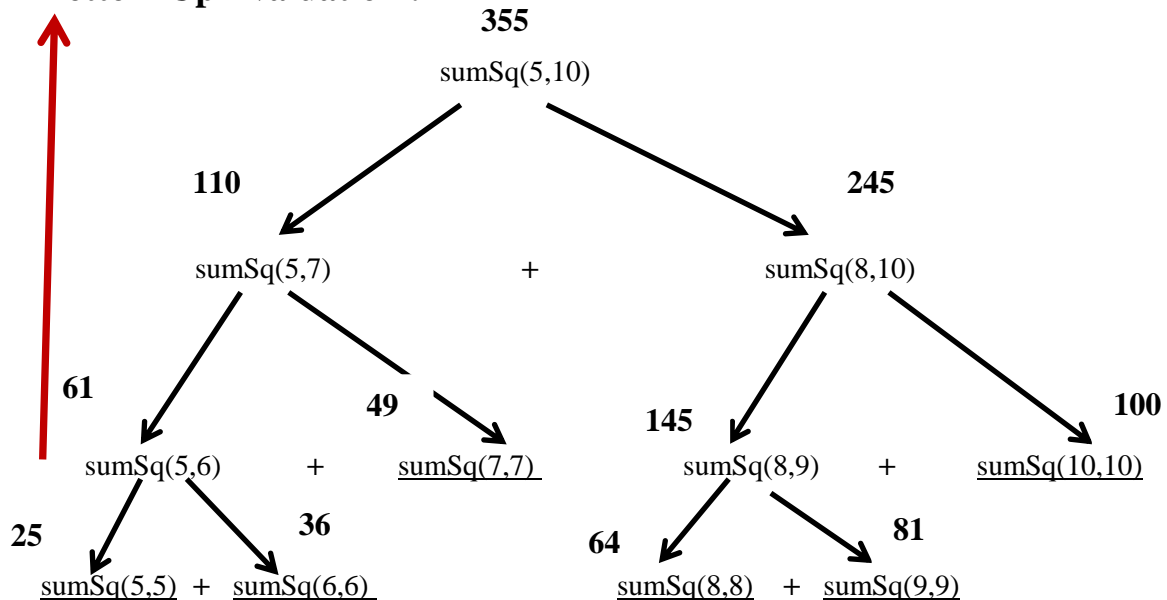 355
sumSq(5,10)
110 245
sumSq(5,7) + sumSq(8,10)
61 49 145 100
sumSq(5,6) + sumSq(7,7) sumSq(8,9) + sumSq(10,10)
25 36 64 81
sumSq(5,5) + sumSq(6,6) sumSq(8,8) + sumSq(9,9)